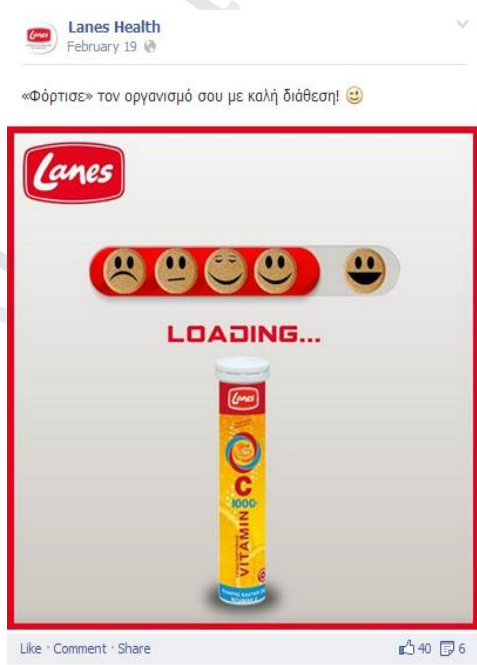 Lanes Health
February 19
«Φόρτισε» τον οργανισμό σου με καλή διάθεση!
Lanes
LOADING...
Lanes
C
1000
VITAMIN
Like · Comment · Share
40 6